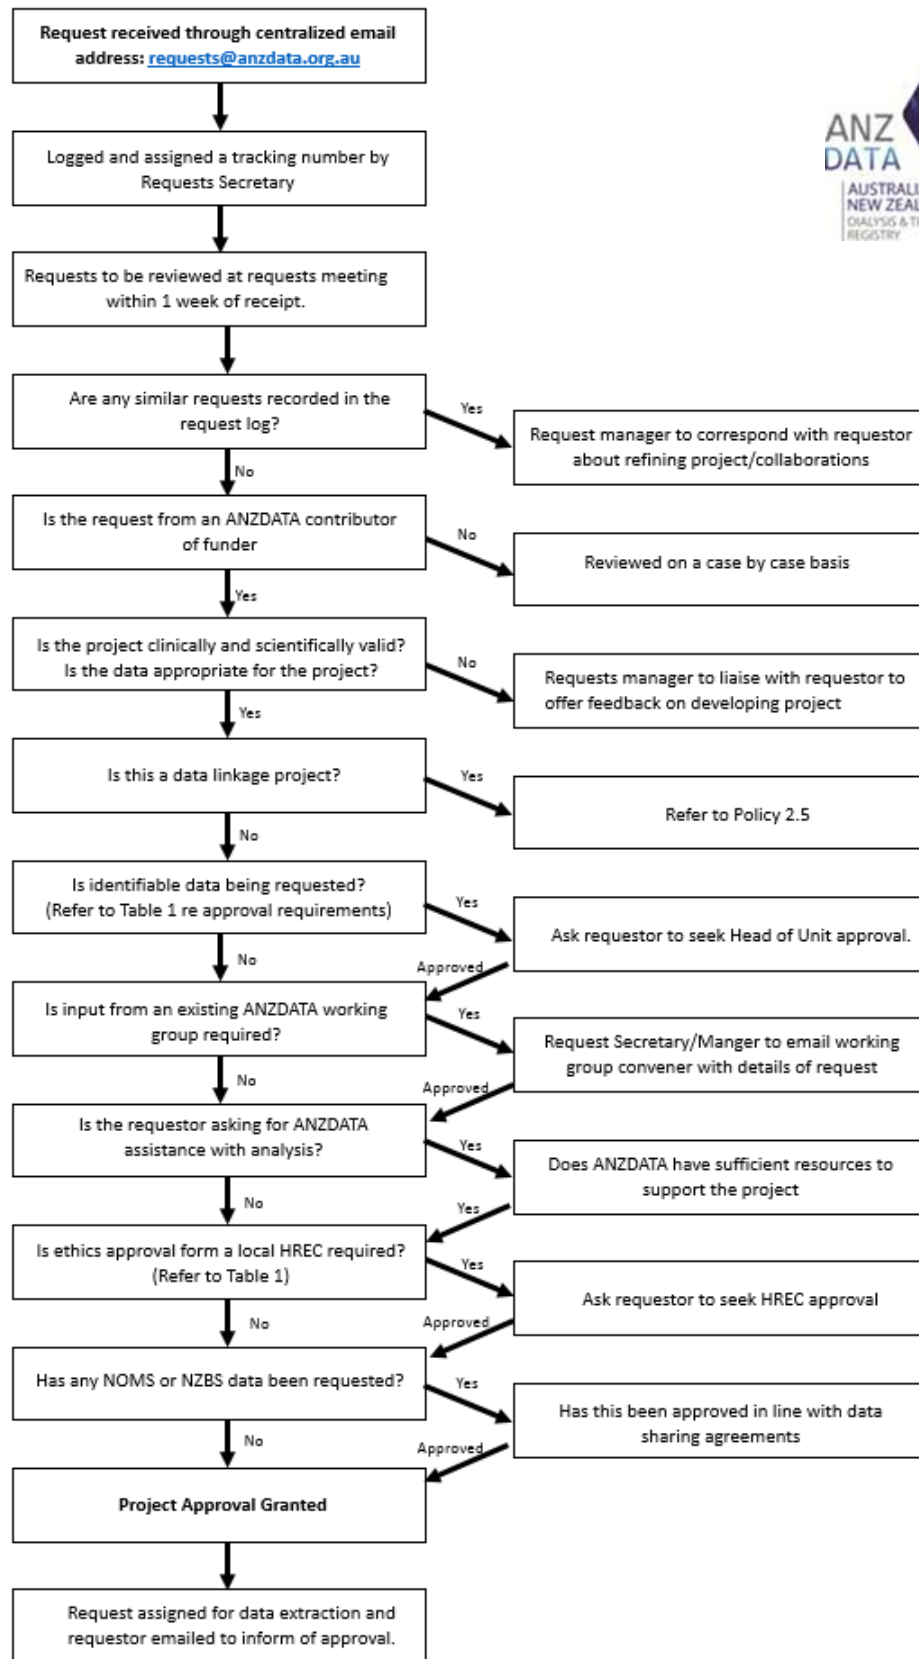 Request received through centralized email
address: requests@anzdata.org.au
ANZ
DATA
AUSTRALI
NEW ZEAL
DIALYSIS & T
REGISTRY
Logged and assigned a tracking number by
Requests Secretary
Requests to be reviewed at requests meeting
within 1 week of receipt.
Are any similar requests recorded in the
request log?
Yes
Request manager to correspond with requestor
about refining project/collaborations
No
Is the request from an ANZDATA contributor
of funder
No
Reviewed on a case by case basis
Yes
Is the project clinically and scientifically valid?
Is the data appropriate for the project?
No
Requests manager to liaise with requestor to
offer feedback on developing project
Yes
Is this a data linkage project?
Yes
Refer to Policy 2.5
No
Is identifiable data being requested?
(Refer to Table 1 re approval requirements)
Yes
Ask requestor to seek Head of Unit approval.
No
Approved
Is input from an existing ANZDATA working
group required?
Yes
Request Secretary/Manger to email working
group convener with details of request
No
Approved
Is the requestor asking for ANZDATA
assistance with analysis?
Yes
Does ANZDATA have sufficient resources to
support the project
No
Yes
Is ethics approval form a local HREC required?
(Refer to Table 1)
Yes
Ask requestor to seek HREC approval
No
Approved
Has any NOMS or NZBS data been requested?
Yes
Has this been approved in line with data
sharing agreements
No
Approved
Project Approval Granted
Request assigned for data extraction and
requestor emailed to inform of approval.